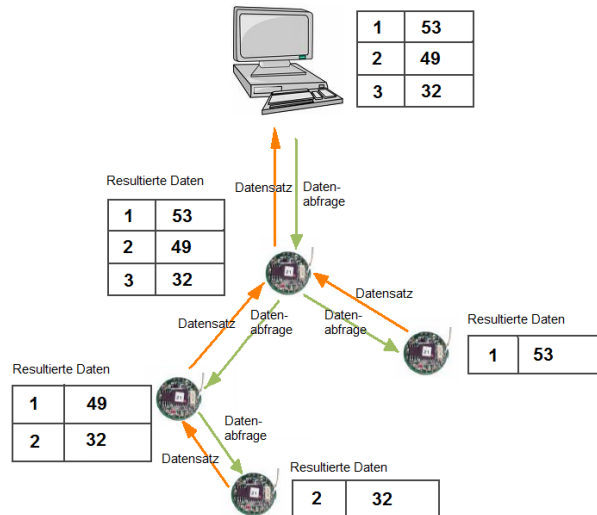 1 53
2 49
3 32
Resultierte Daten
Datensatz
Daten-
abfrage
1 53
2 49
3 32
Datensatz
Datensatz
Daten-
abfrage
Daten-
abfrage
Resultierte Daten
1 53
Resultierte Daten
1 49
2 32
Daten-
abfrage
Datensatz
Resultierte Daten
2 32